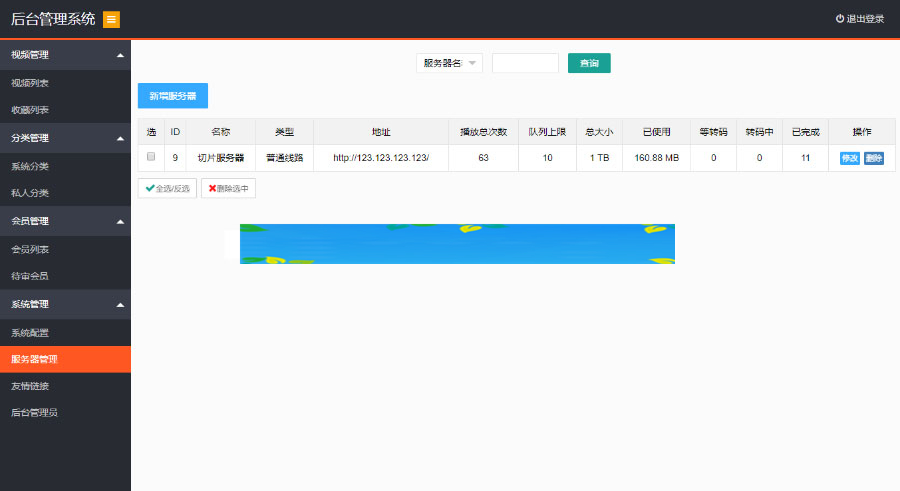 后台管理系统
退出登录
视频管理
视频列表
收藏列表
分类管理
系统分类
私人分类
会员管理
会员列表
待审会员
系统管理
系统配置
服务器管理
友情链接
后台管理员
服务器名 查询
新增服务器
选 ID 名称 类型 地址 播放总次数 队列上限 总大小 已使用 等转码 转码中 已完成 操作
9 切片服务器 普通线路 http://123.123.123.123/ 63 10 1 TB 160.88 MB 0 0 11 修改 删除
全选/反选 删除选中